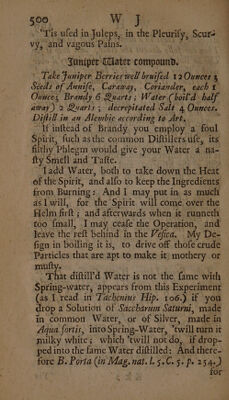 500 W J
'Tis uſed in Juleps, in the Pleuriſy, Scur-
vy, and vagous Pains.
Juniper Water compound.
Take Juniper Berries well bruiſed 12 Ounces ;
Seeds of Anniſe, Caraway, Coriander, each 1
Ounce; Brandy 6 Quarts ; Water (boil'd half
away) 2 Quarts ; decrepitated Salt 4 Ounces.
Diſtill in an Alembic according to Art.
If inſtead of Brandy you employ a foul
Spirit, ſuch as the common Diſtillers uſe, its
filthy Phlegm would give your Water a na-
ſty Smell and Taſte.
I add Water, both to take down the Heat
of the Spirit, and alſo to keep the Ingredients
from Burning: And I may put in as much
as I will, for the Spirit will come over the
Helm firſt ; and afterwards when it runneth
too ſmall, I may ceaſe the Operation, and
leave the reſt behind in the Veſica. My De-
ſign in boiling it is, to drive off thoſe crude
Particles that are apt to make it mothery or
muſty.
That diſtill'd Water is not the ſame with
Spring-water, appears from this Experiment
(as I read in Tachenius Hip. 106.) if you
drop a Solution of Saccharum Saturni, made
in common Water, or of Silver, made in
Aqua fortis, into Spring-Water, 'twill turn it
milky white ; which 'twill not do, if drop-
ped into the ſame Water diſtilled: And there-
fore B. Porta (in Mag. nat. l. 5. C. 5. p. 254.)
for